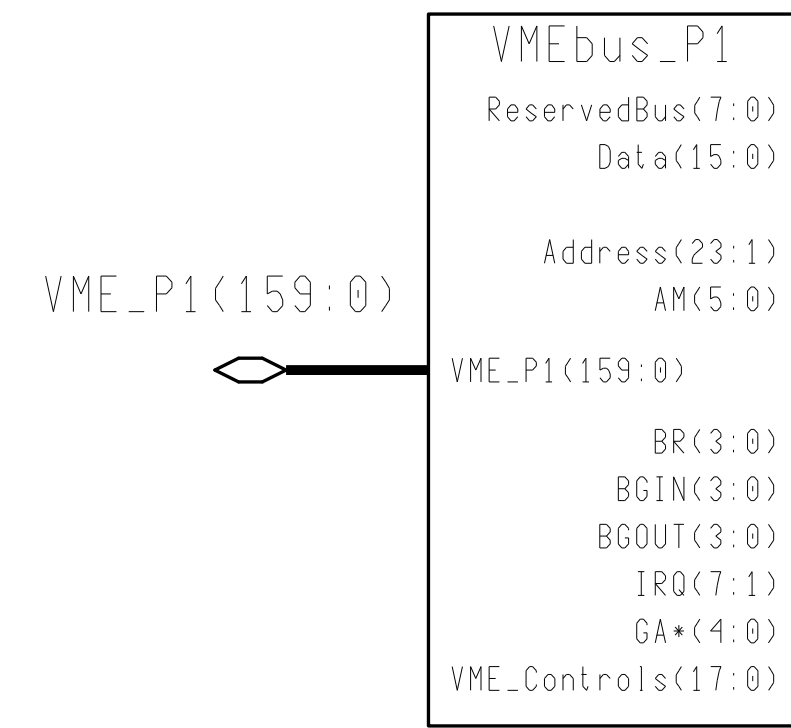 VMEbus_P1
ReservedBus(7:0)
Data(15:0)
Address(23:1)
VME_P1(159:0)
AM(5:0)
VME_P1(159:0)
BR(3:0)
BGIN(3:0)
BGOUT(3:0)
IRQ(7:1)
GA*(4:0)
VME_Controls(17:0)